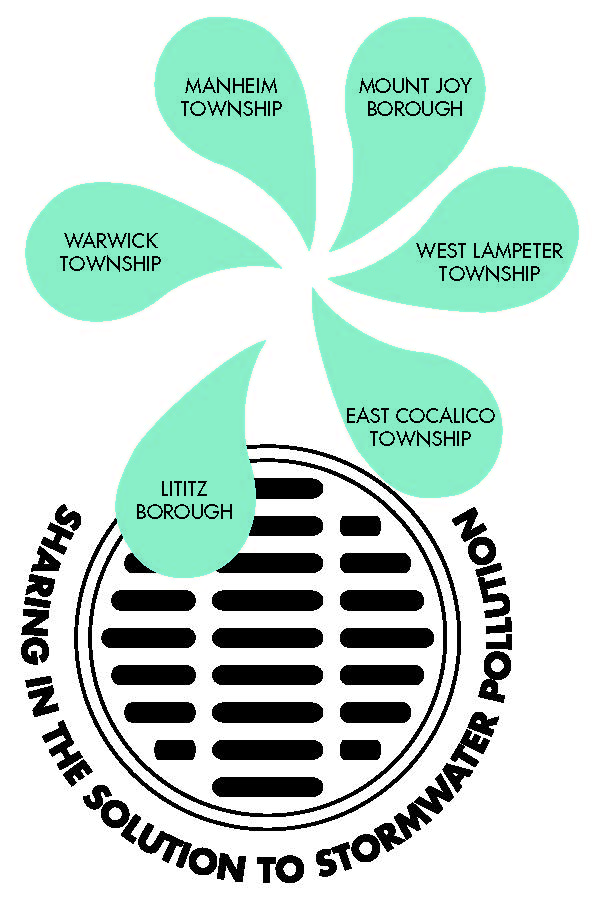 MANHEIM
TOWNSHIP
MOUNT JOY
BOROUGH
WARWICK
TOWNSHIP
WEST LAMPETER
TOWNSHIP
EAST COCALICO
TOWNSHIP
LITITZ
BOROUGH
SHARING IN THE SOLUTION TO STORMWATER POLLUTION